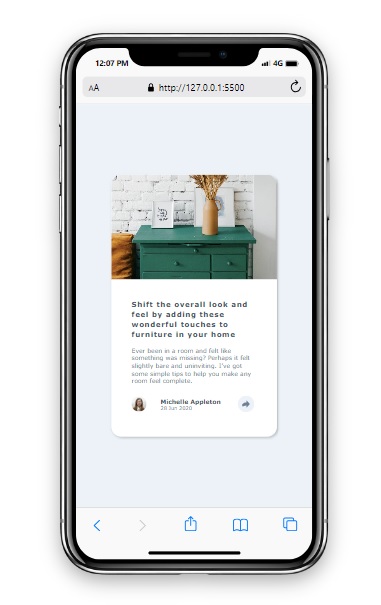 12:07 PM 4G
AA http://127.0.0.1:5500
Shift the overall look and
feel by adding these
wonderful touches to
furniture in your home
Ever been in a room and felt like
something was missing? Perhaps it felt
slightly bare and uninviting. I've got
some simple tips to help you make any
room feel complete.
Michelle Appleton
28 Jun 2020